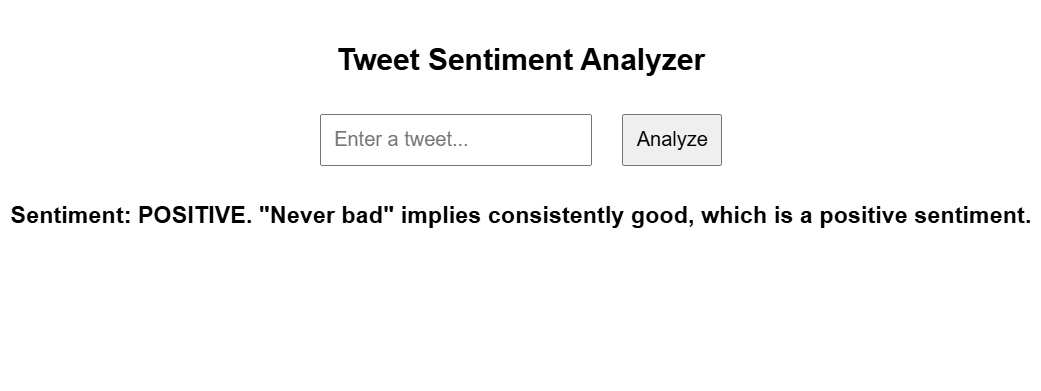 Tweet Sentiment Analyzer
Enter a tweet... Analyze
Sentiment: POSITIVE. "Never bad" implies consistently good, which is a positive sentiment.